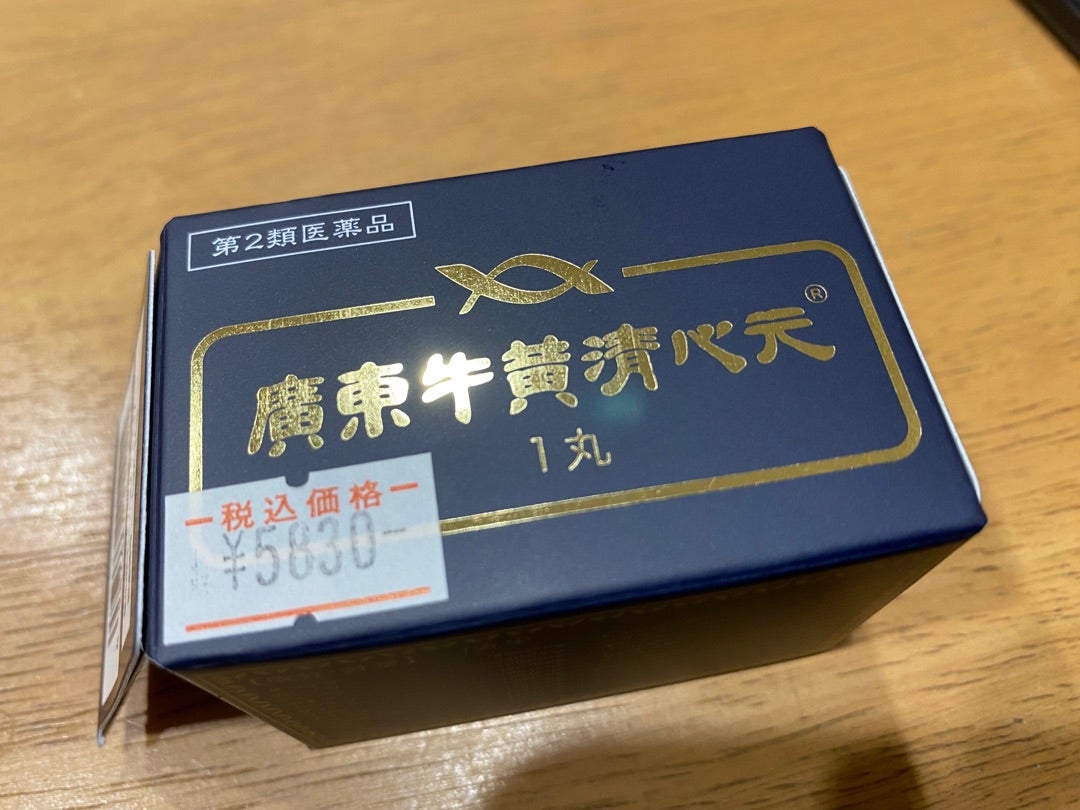 第2類医薬品
廣東牛黄清心元®
1丸
税込価格
¥5830-